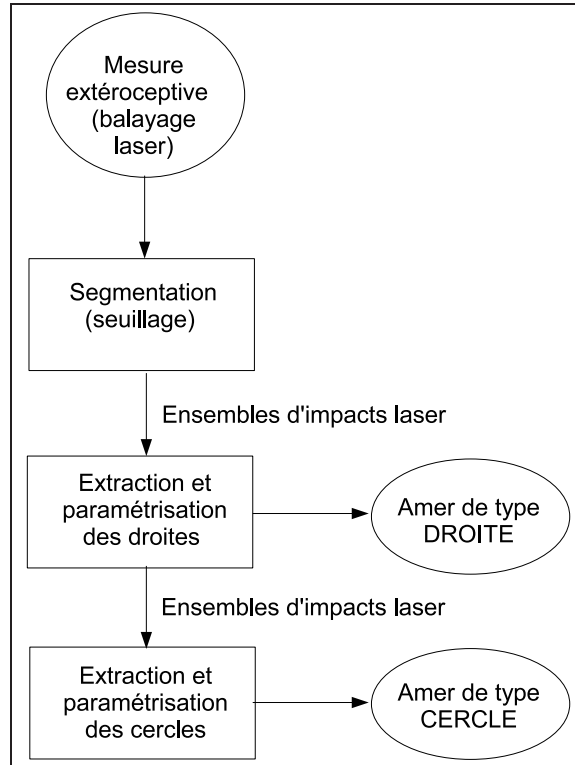 Mesure
extéroceptive
(balayage
laser)
Segmentation
(seuillage)
Ensembles d'impacts laser
Extraction et
paramétrisation
des droites
Amer de type
DROITE
Ensembles d'impacts laser
Extraction et
paramétrisation
des cercles
Amer de type
CERCLE